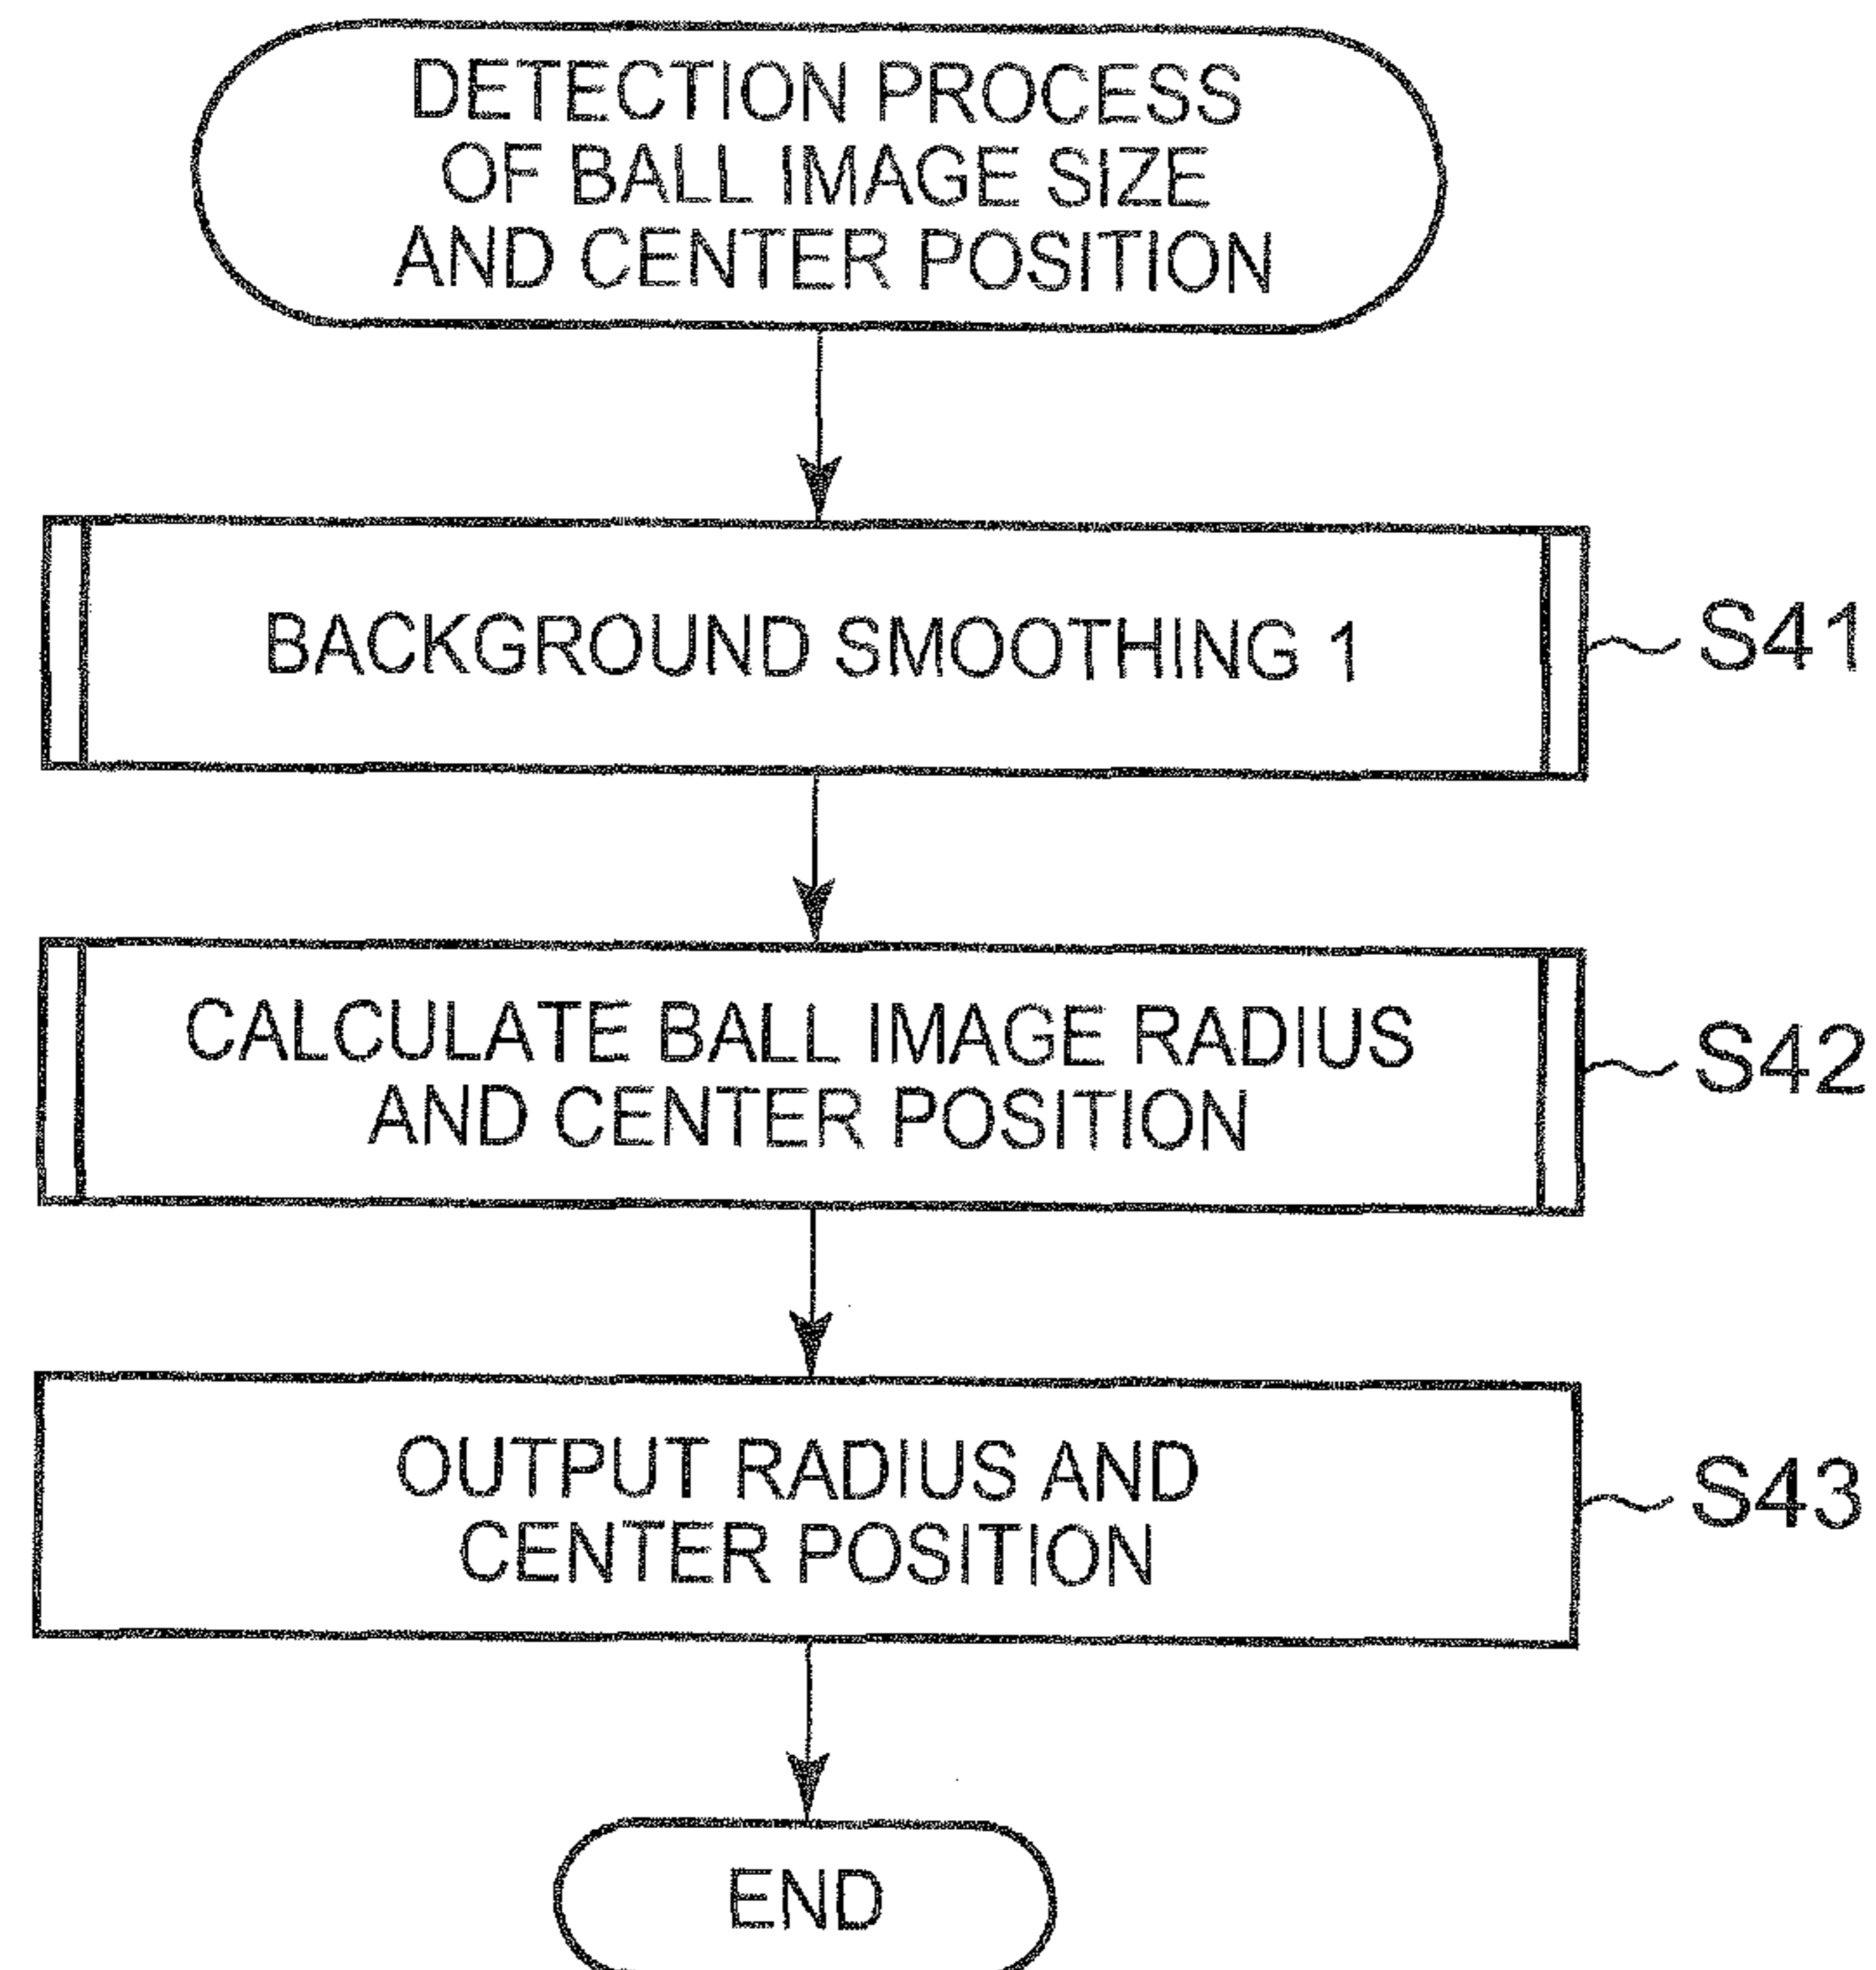 DETECTION PROCESS
OF BALL IMAGE SIZE
AND CENTER POSITION
BACKGROUND SMOOTHING 1
S41
CALCULATE BALL IMAGE RADIUS
AND CENTER POSITION
S42
OUTPUT RADIUS AND
CENTER POSITION
S43
END